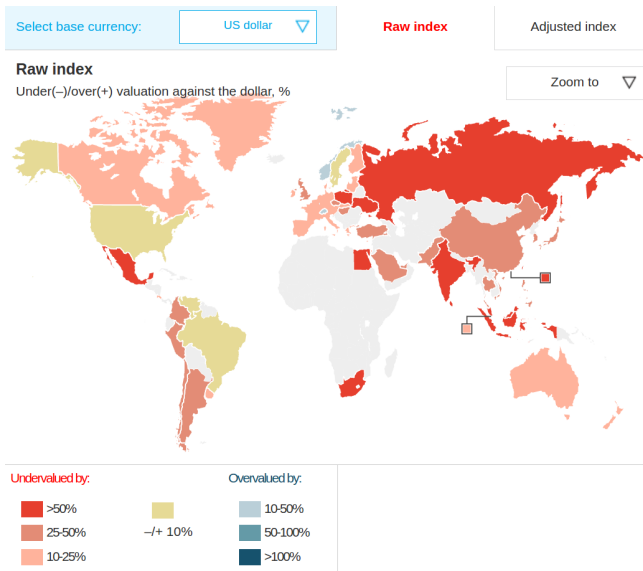 Select base currency: US dollar Raw index Adjusted index
Raw index
Under(–)/over(+) valuation against the dollar, %
Zoom to
Undervalued by: Overvalued by:
>50% 10-50%
25-50% –/+ 10% 50-100%
10-25% >100%